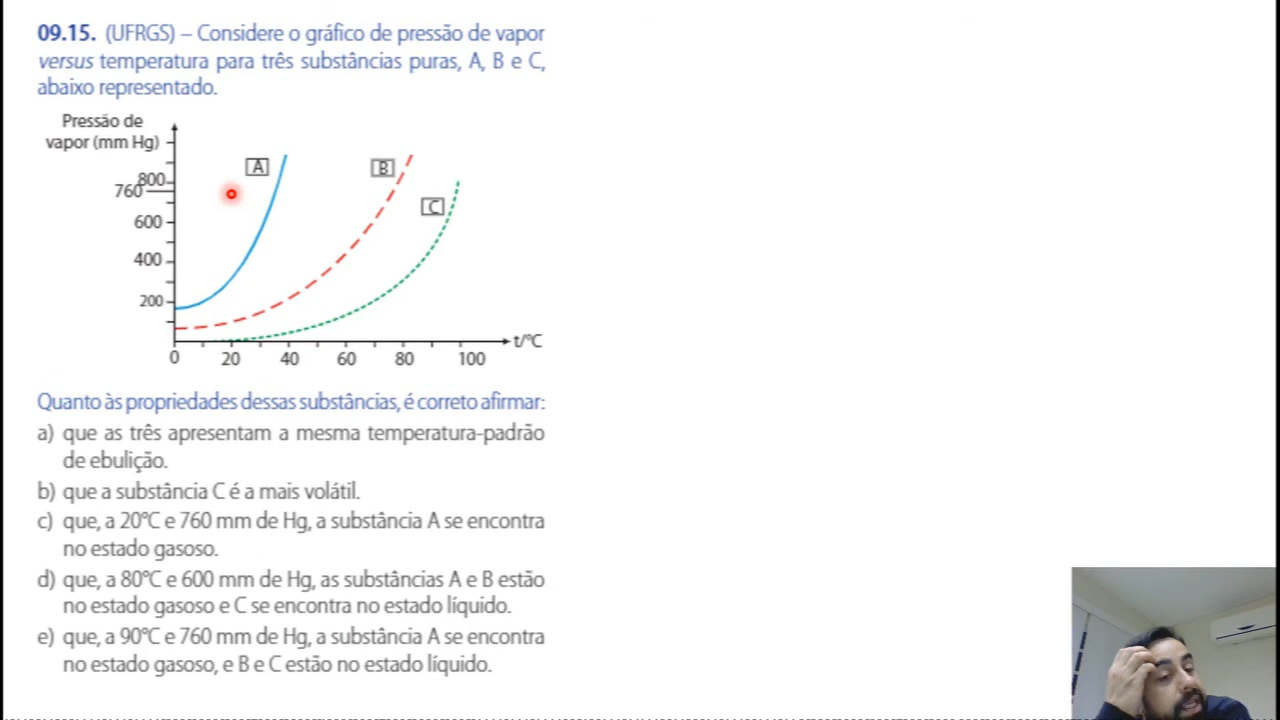 09.15. (UFRGS) – Considere o gráfico de pressão de vapor
versus temperatura para três substâncias puras, A, B e C,
abaixo representado.
Pressão de
vapor (mm Hg)
A
B
C
800
760
600
400
200
0 20 40 60 80 100
t/ºC
Quanto às propriedades dessas substâncias, é correto afirmar:
a) que as três apresentam a mesma temperatura-padrão
de ebulição.
b) que a substância C é a mais volátil.
c) que, a 20ºC e 760 mm de Hg, a substância A se encontra
no estado gasoso.
d) que, a 80ºC e 600 mm de Hg, as substâncias A e B estão
no estado gasoso e C se encontra no estado líquido.
e) que, a 90ºC e 760 mm de Hg, a substância A se encontra
no estado gasoso, e B e C estão no estado líquido.